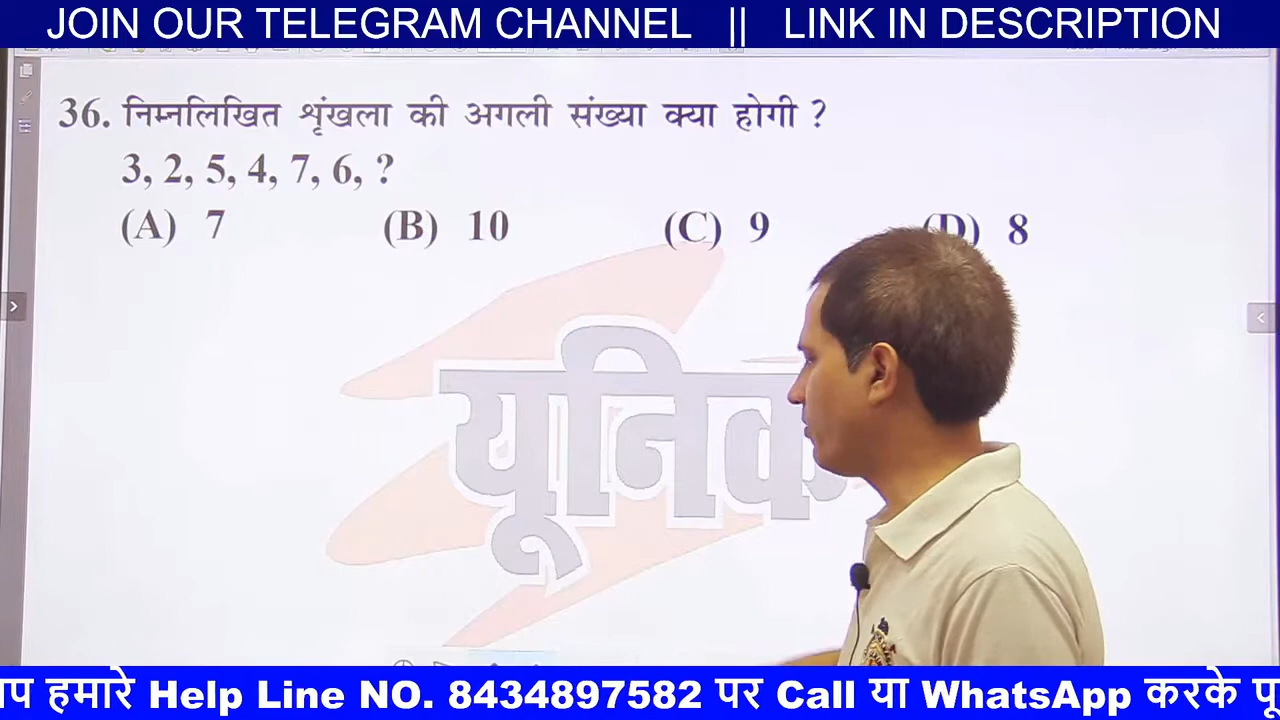 JOIN OUR TELEGRAM CHANNEL || LINK IN DESCRIPTION
36. निम्नलिखित शृंखला की अगली संख्या क्या होगी ?
3, 2, 5, 4, 7, 6, ?
(A) 7 (B) 10 (C) 9 (D) 8
यूनिक
हमारे Help Line NO. 8434897582 पर Call या WhatsApp करके